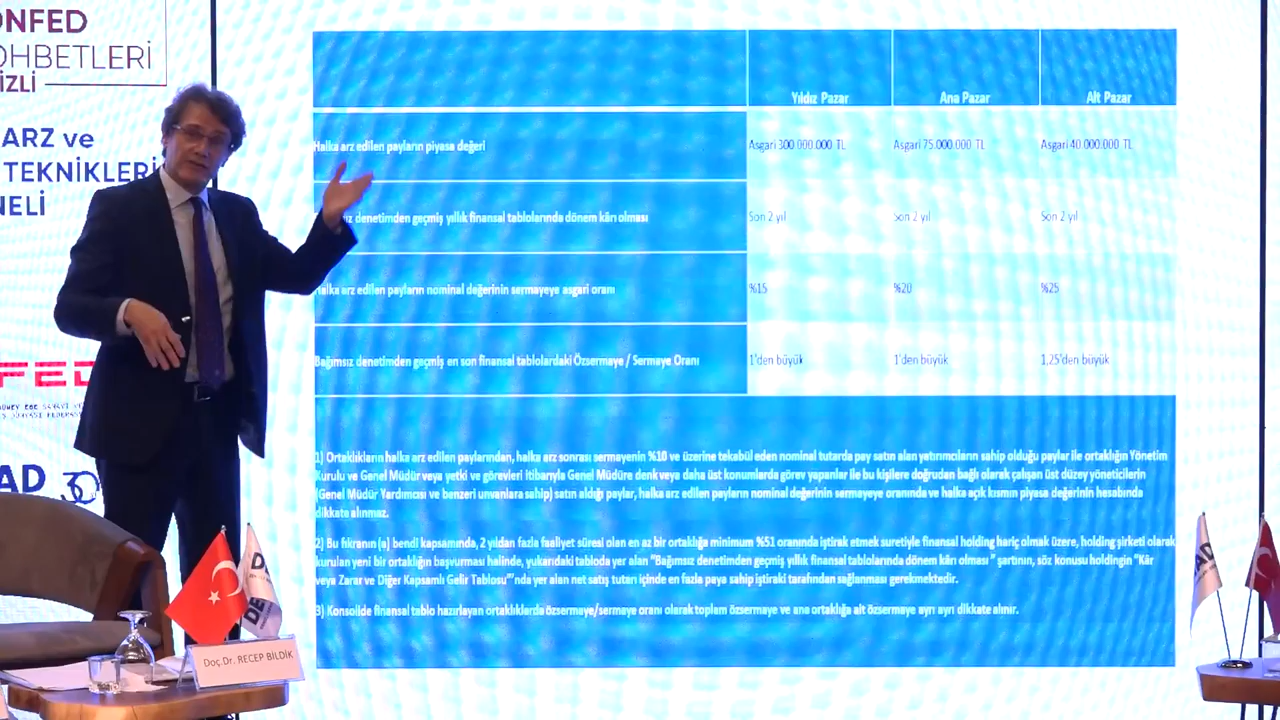 ONFED
OHBETLERİ
İZLİ
ARZ ve
TEKNİKLERİ
NELİ
FED
GÜNEY EGE SANAYİ VE
İŞ DÜNYASI FEDERAS
AD 30
Yıldız Pazar Ana Pazar Alt Pazar
Halka arz edilen payların piyasa değeri Asgari 300.000.000 TL Asgari 75.000.000 TL Asgari 40.000.000 TL
sız denetimden geçmiş yıllık finansal tablolarında dönem kârı olması Son 2 yıl Son 2 yıl Son 2 yıl
Halka arz edilen payların nominal değerinin sermayeye asgari oranı %15 %20 %25
Bağımsız denetimden geçmiş en son finansal tablolardaki Özsermaye / Sermaye Oranı 1'den büyük 1'den büyük 1,25'den büyük
1) Ortaklıkların halka arz edilen paylarından, halka arz sonrası sermayenin %10 ve üzerine tekabül eden nominal tutarda pay satın alan yatırımcıların sahip olduğu paylar ile ortaklığın Yönetim
Kurulu ve Genel Müdür veya yetki ve görevleri itibarıyla Genel Müdüre denk veya daha üst konumlarda görev yapanlar ile bu kişilere doğrudan bağlı olarak çalışan üst düzey yöneticilerin
(Genel Müdür Yardımcısı ve benzeri unvanlara sahip) satın aldığı paylar, halka arz edilen payların nominal değerinin sermayeye oranında ve halka açık kısmın piyasa değerinin hesabında
dikkate alınmaz.
2) Bu fıkranın (a) bendi kapsamında, 2 yıldan fazla faaliyet süresi olan en az bir ortaklığa minimum %51 oranında iştirak etmek suretiyle finansal holding hariç olmak üzere, holding şirketi olarak
kurulan yeni bir ortaklığın başvurması halinde, yukarıdaki tabloda yer alan "Bağımsız denetimden geçmiş yıllık finansal tablolarında dönem kârı olması " şartının, söz konusu holdingin "Kâr
veya Zarar ve Diğer Kapsamlı Gelir Tablosu"'nda yer alan net satış tutarı içinde en fazla paya sahip iştiraki tarafından sağlanması gerekmektedir.
3) Konsolide finansal tablo hazırlayan ortaklıklarda özsermaye/sermaye oranı olarak toplam özsermaye ve ana ortaklığa ait özsermaye ayrı ayrı dikkate alınır.
Doç.Dr. RECEP BİLDİK